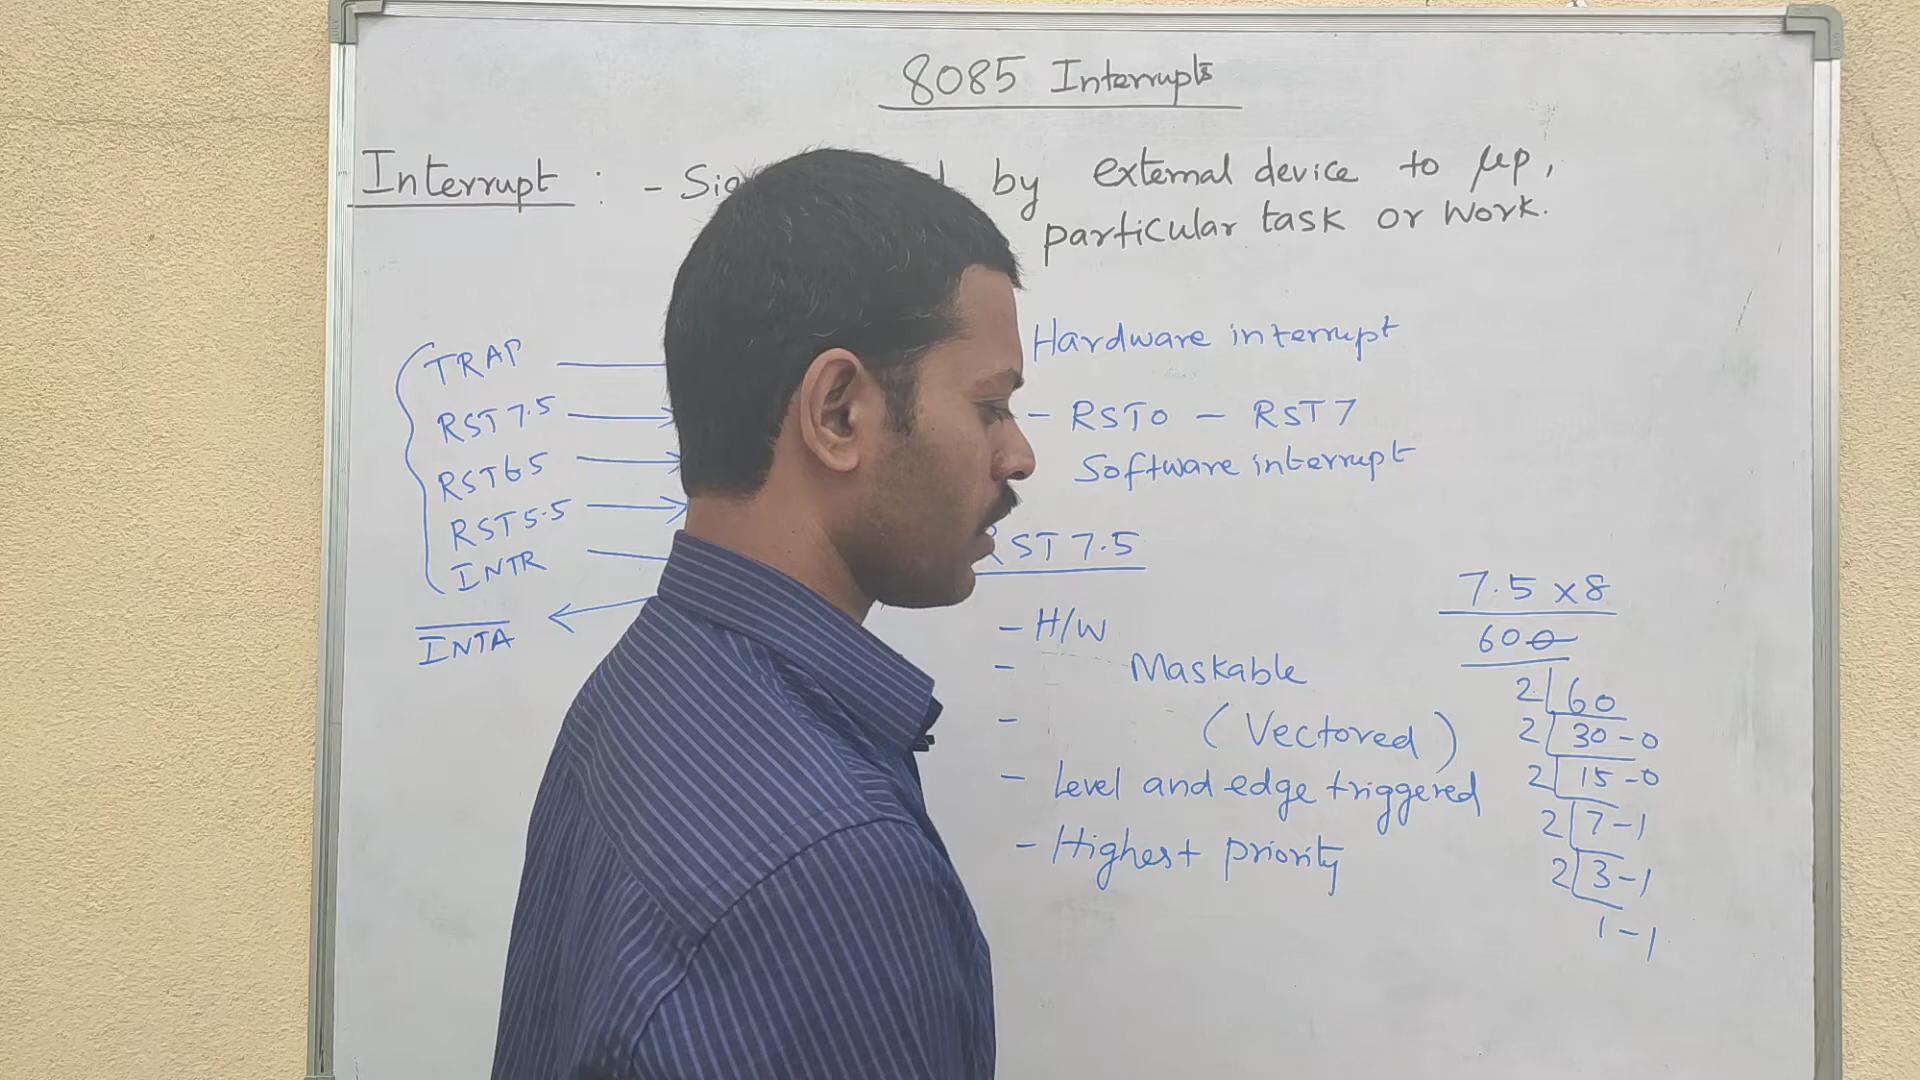 8085 Interrupts
Interrupt : - by external device to μp,
particular task or work.
TRAP
RST 7.5
RST 6 5
RST 5.5
INTR
INTA
Hardware interrupt
- RST0 - RST 7
Software interrupt
RST 7.5
- H/W
- Maskable
- (Vectored)
- Level and edge triggered
- Highest priority
7.5 x 8
600
2 60
2 30 - 0
2 15 - 0
2 7 - 1
2 3 - 1
1 - 1